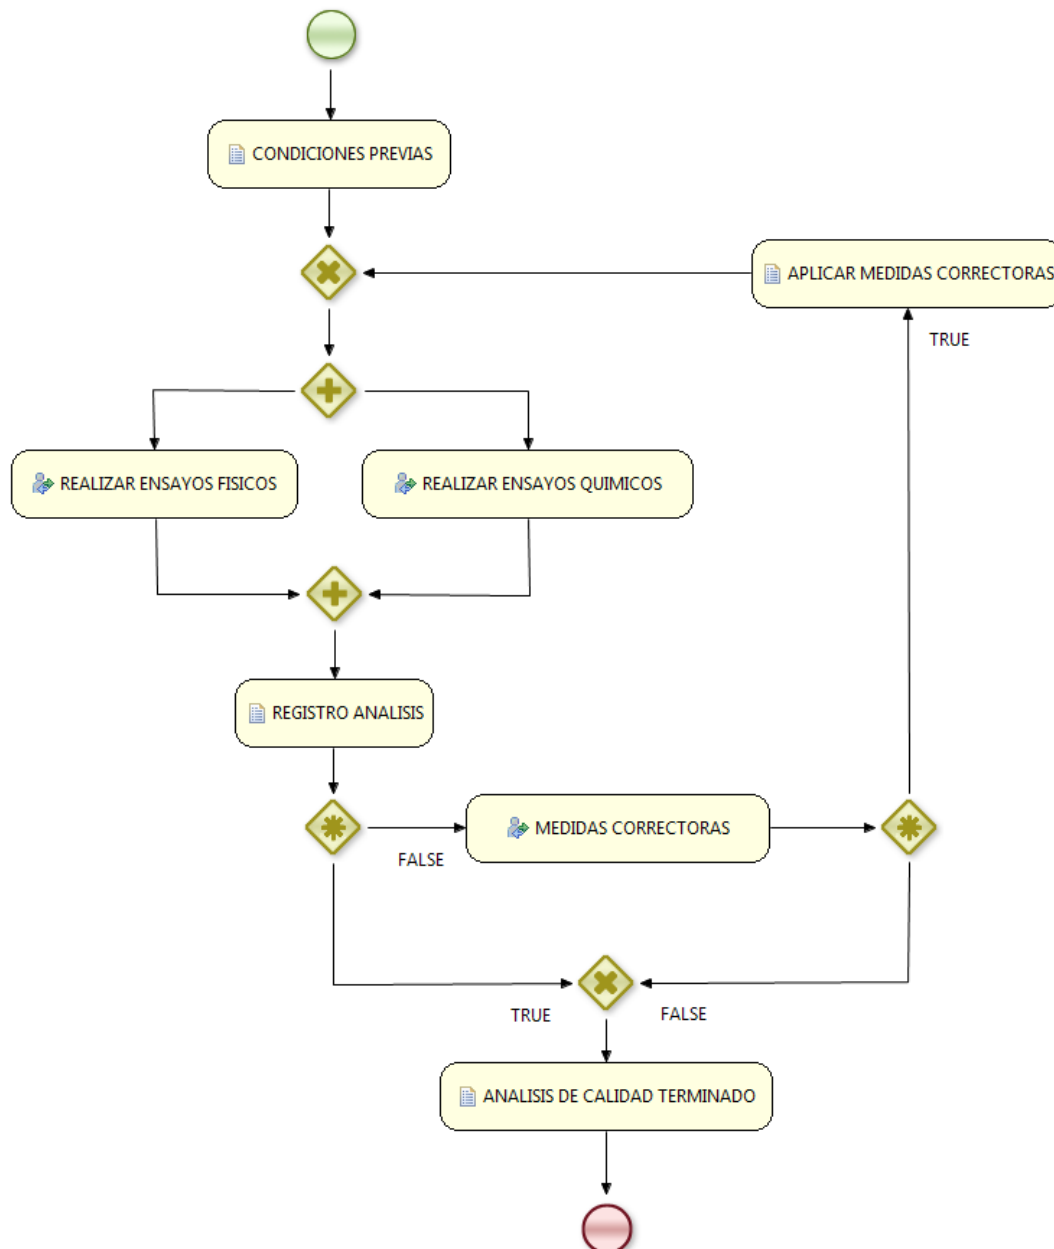 CONDICIONES PREVIAS
APLICAR MEDIDAS CORRECTORAS
TRUE
REALIZAR ENSAYOS FISICOS
REALIZAR ENSAYOS QUIMICOS
REGISTRO ANALISIS
MEDIDAS CORRECTORAS
FALSE
TRUE
FALSE
ANALISIS DE CALIDAD TERMINADO